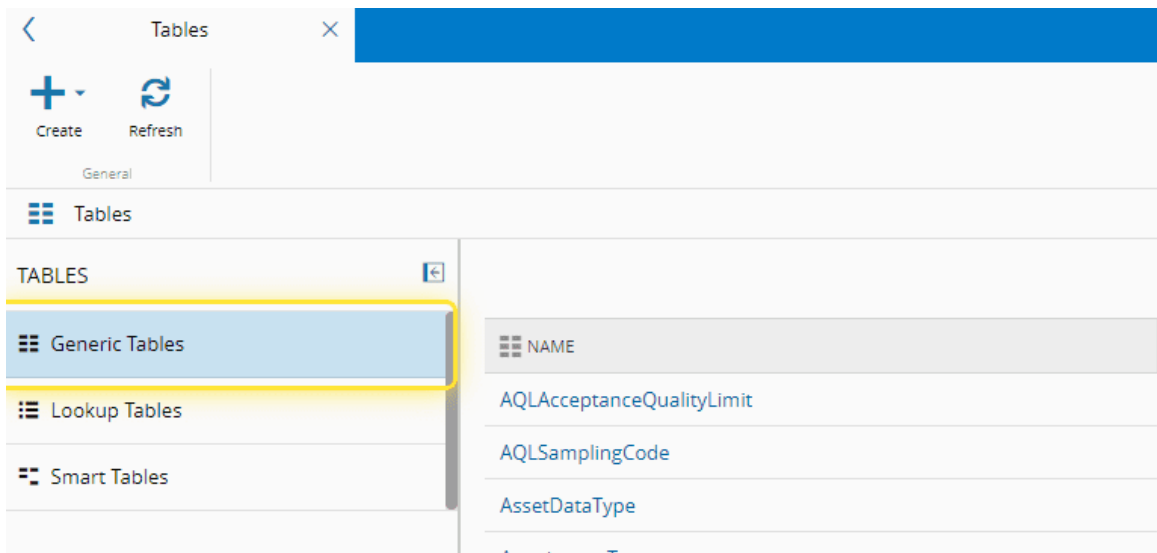 Tables
Create Refresh
General
Tables
TABLES
Generic Tables
Lookup Tables
Smart Tables
NAME
AQLAcceptanceQualityLimit
AQLSamplingCode
AssetDataType